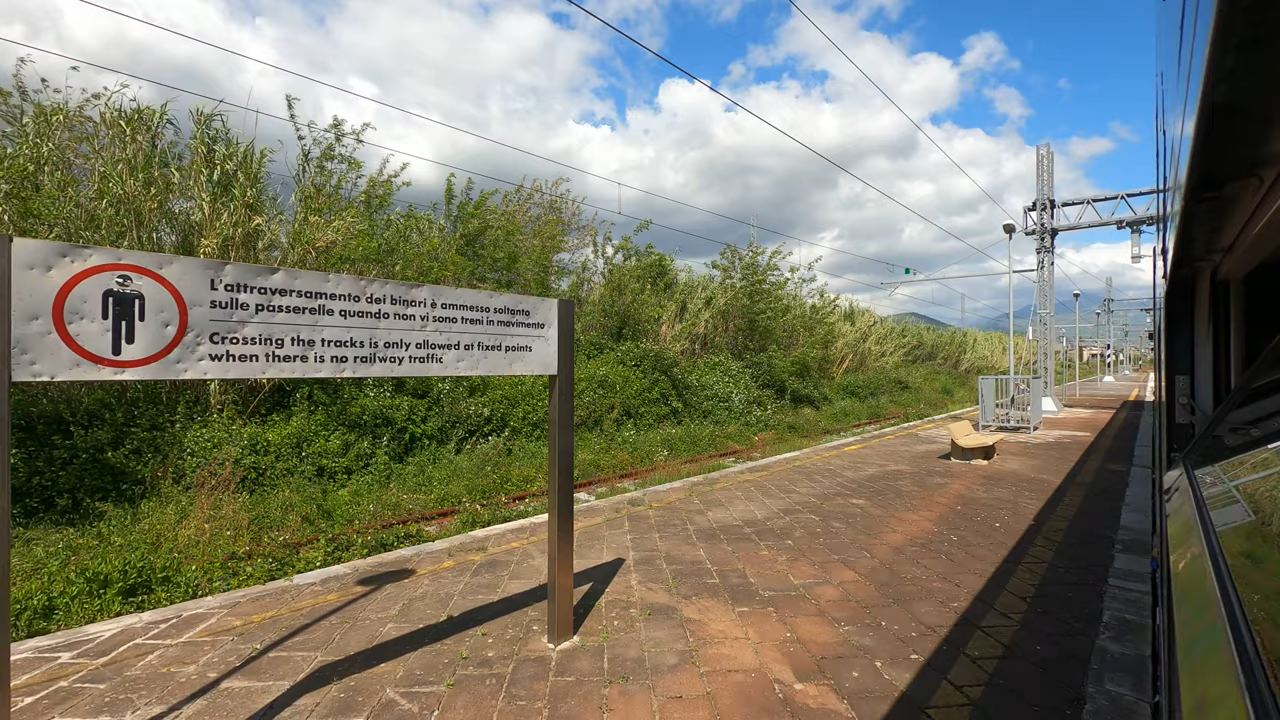 L'attraversamento dei binari è ammesso soltanto
sulle passerelle quando non vi sono treni in movimento
Crossing the tracks is only allowed at fixed points
when there is no railway traffic